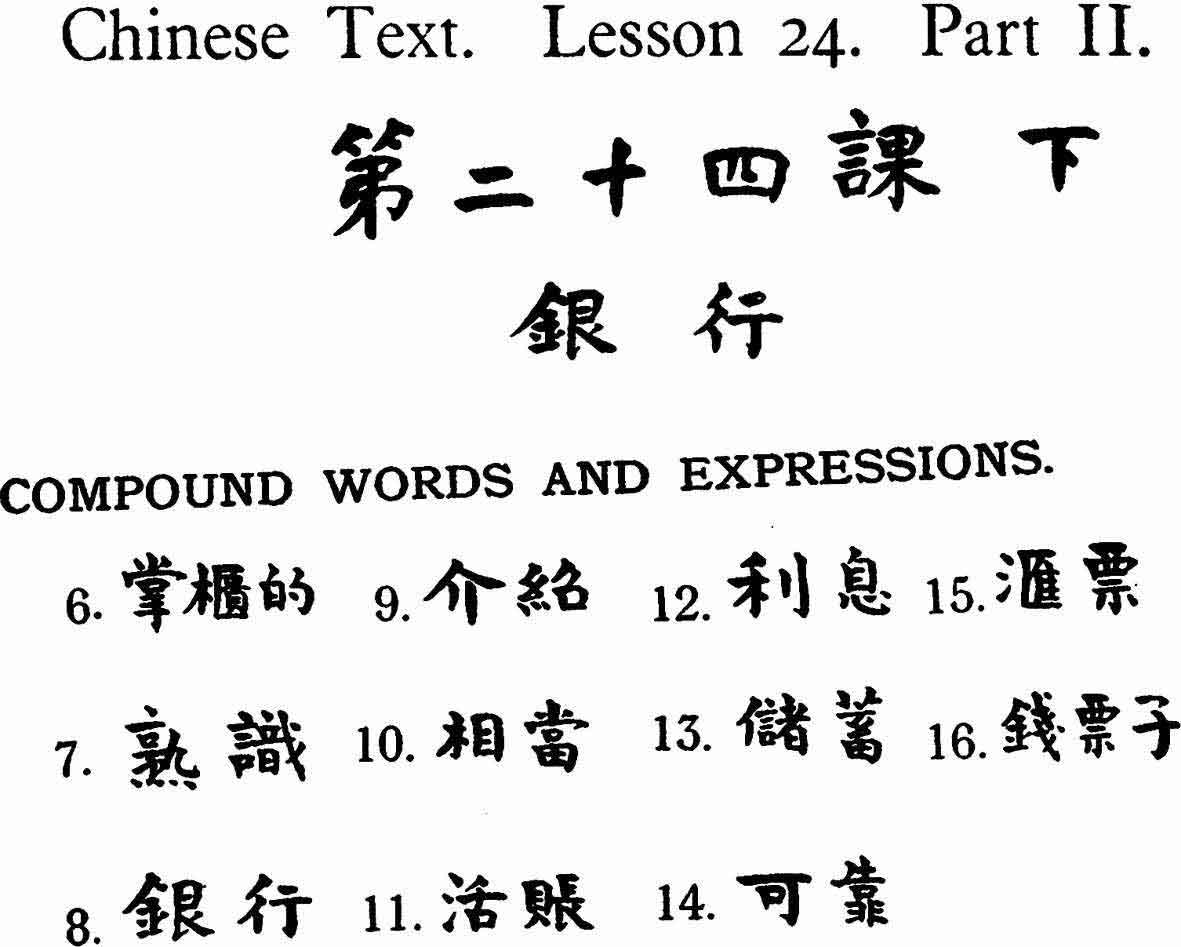 Chinese Text. Lesson 24. Part II.
第二十四課 下
銀行
COMPOUND WORDS AND EXPRESSIONS.
6. 掌櫃的 9. 介紹 12. 利息 15. 滙票
7. 熟識 10. 相當 13. 儲蓄 16. 錢票子
8. 銀行 11. 活賬 14. 可靠